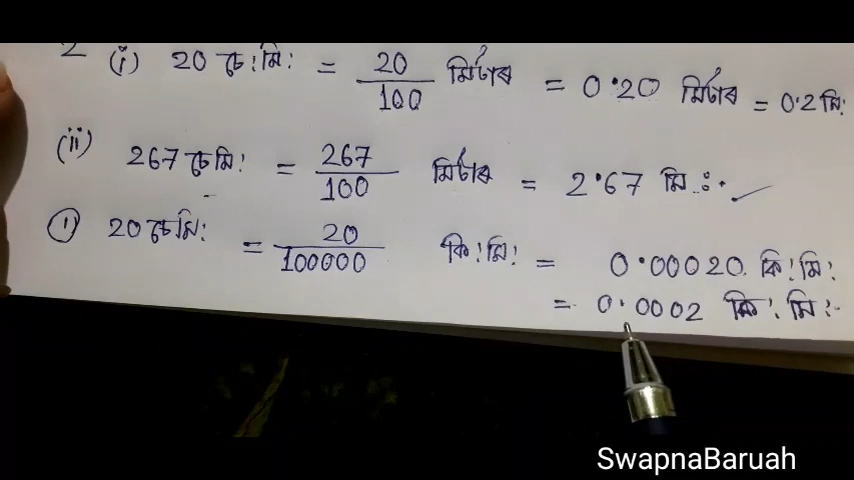 2 (i) 20 চে:মি: = 20/100 মিটাৰ = 0.20 মিটাৰ = 0.2 মি:
(ii) 267 চেমি: = 267/100 মিটাৰ = 2.67 মি:
(i) 20 চেমি: = 20/100000 কি:মি: = 0.00020 কি:মি:
= 0.0002 কি:মি:
SwapnaBaruah